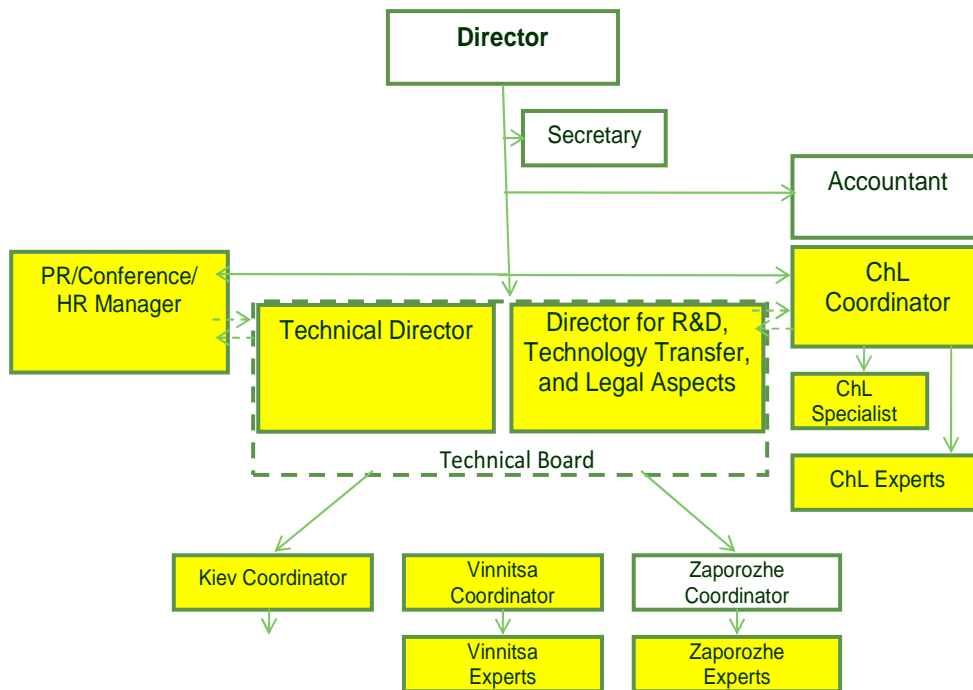 Director
Secretary
Accountant
PR/Conference/
HR Manager
ChL
Coordinator
Technical Director
Director for R&D,
Technology Transfer,
and Legal Aspects
ChL
Specialist
Technical Board
ChL Experts
Kiev Coordinator
Vinnitsa
Coordinator
Zaporozhe
Coordinator
Vinnitsa
Experts
Zaporozhe
Experts